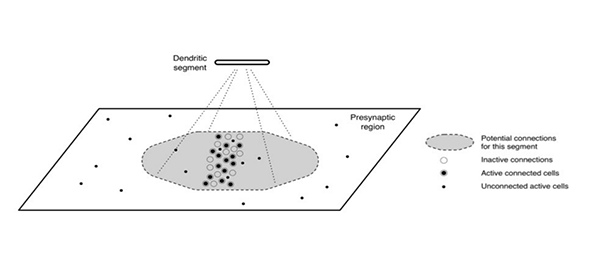 Dendritic
segment
Presynaptic
region
Potential connections
for this segment
Inactive connections
Active connected cells
Unconnected active cells